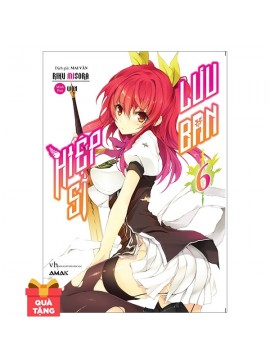 Dịch giả: MAI VÂN
RIKU MISORA
WON
HIỆP SĨ
LƯU BAN
6
AMAK
QUÀ TẶNG